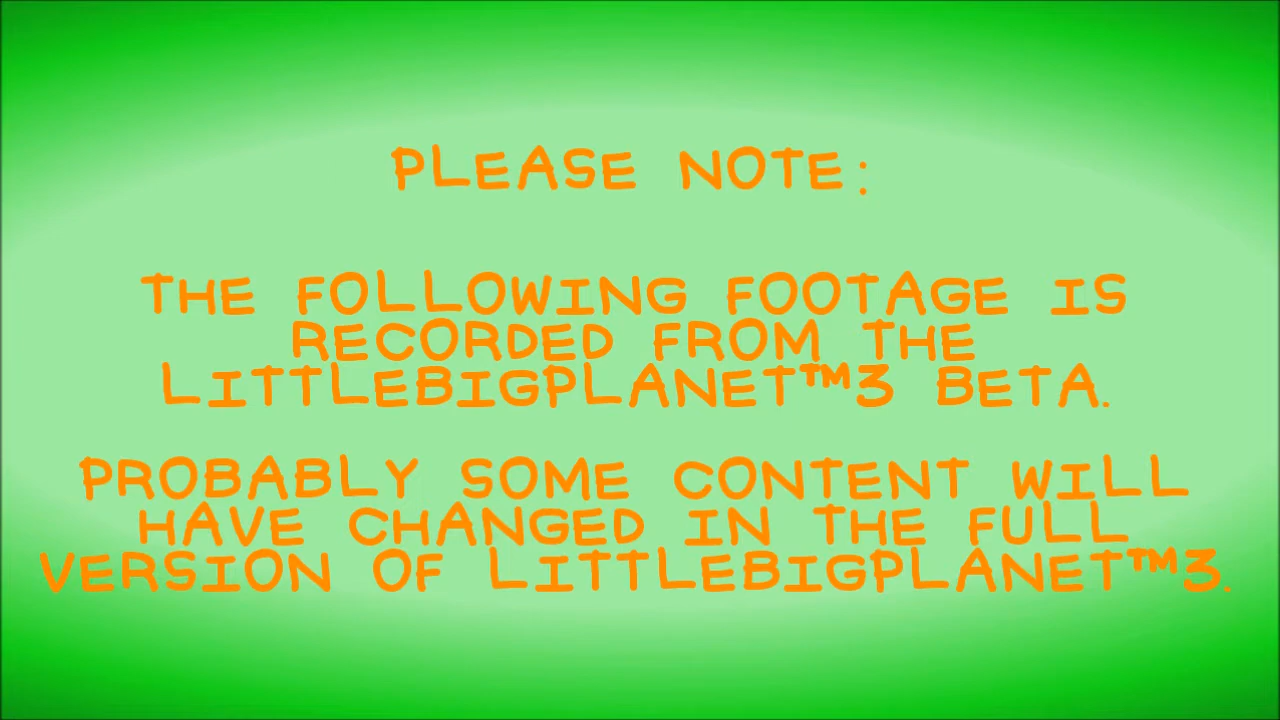 PLEASE NOTE:
THE FOLLOWING FOOTAGE IS
RECORDED FROM THE
LITTLEBIGPLANET™3 BETA.
PROBABLY SOME CONTENT WILL
HAVE CHANGED IN THE FULL
VERSION OF LITTLEBIGPLANET™3.